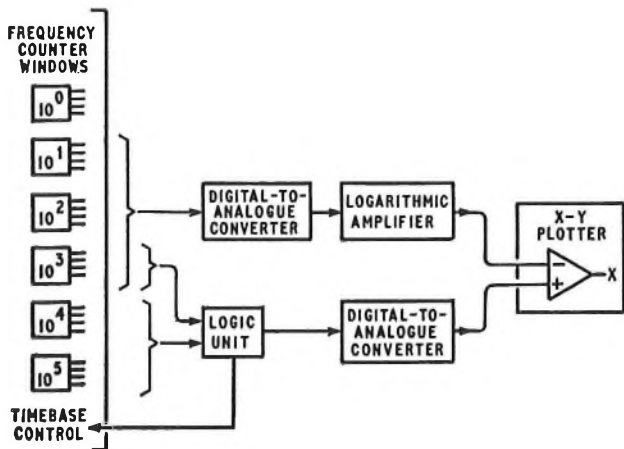 FREQUENCY
COUNTER
WINDOWS
10⁰
10¹
10²
10³
10⁴
10⁵
TIMEBASE
CONTROL
DIGITAL-TO-
ANALOGUE
CONVERTER
LOGARITHMIC
AMPLIFIER
LOGIC
UNIT
DIGITAL-TO-
ANALOGUE
CONVERTER
X-Y
PLOTTER
−
+
X